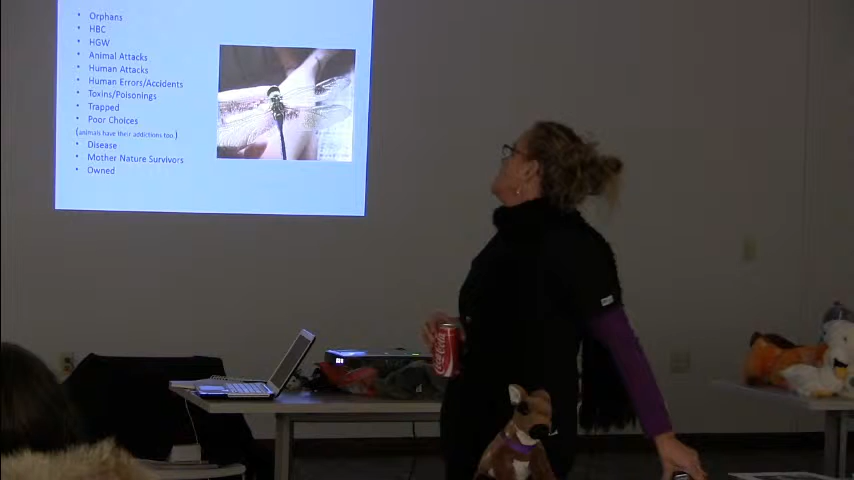 • Orphans
• HBC
• HGW
• Animal Attacks
• Human Attacks
• Human Errors/Accidents
• Toxins/Poisonings
• Trapped
• Poor Choices
(animals have their addictions too.)
• Disease
• Mother Nature Survivors
• Owned
Coca-Cola